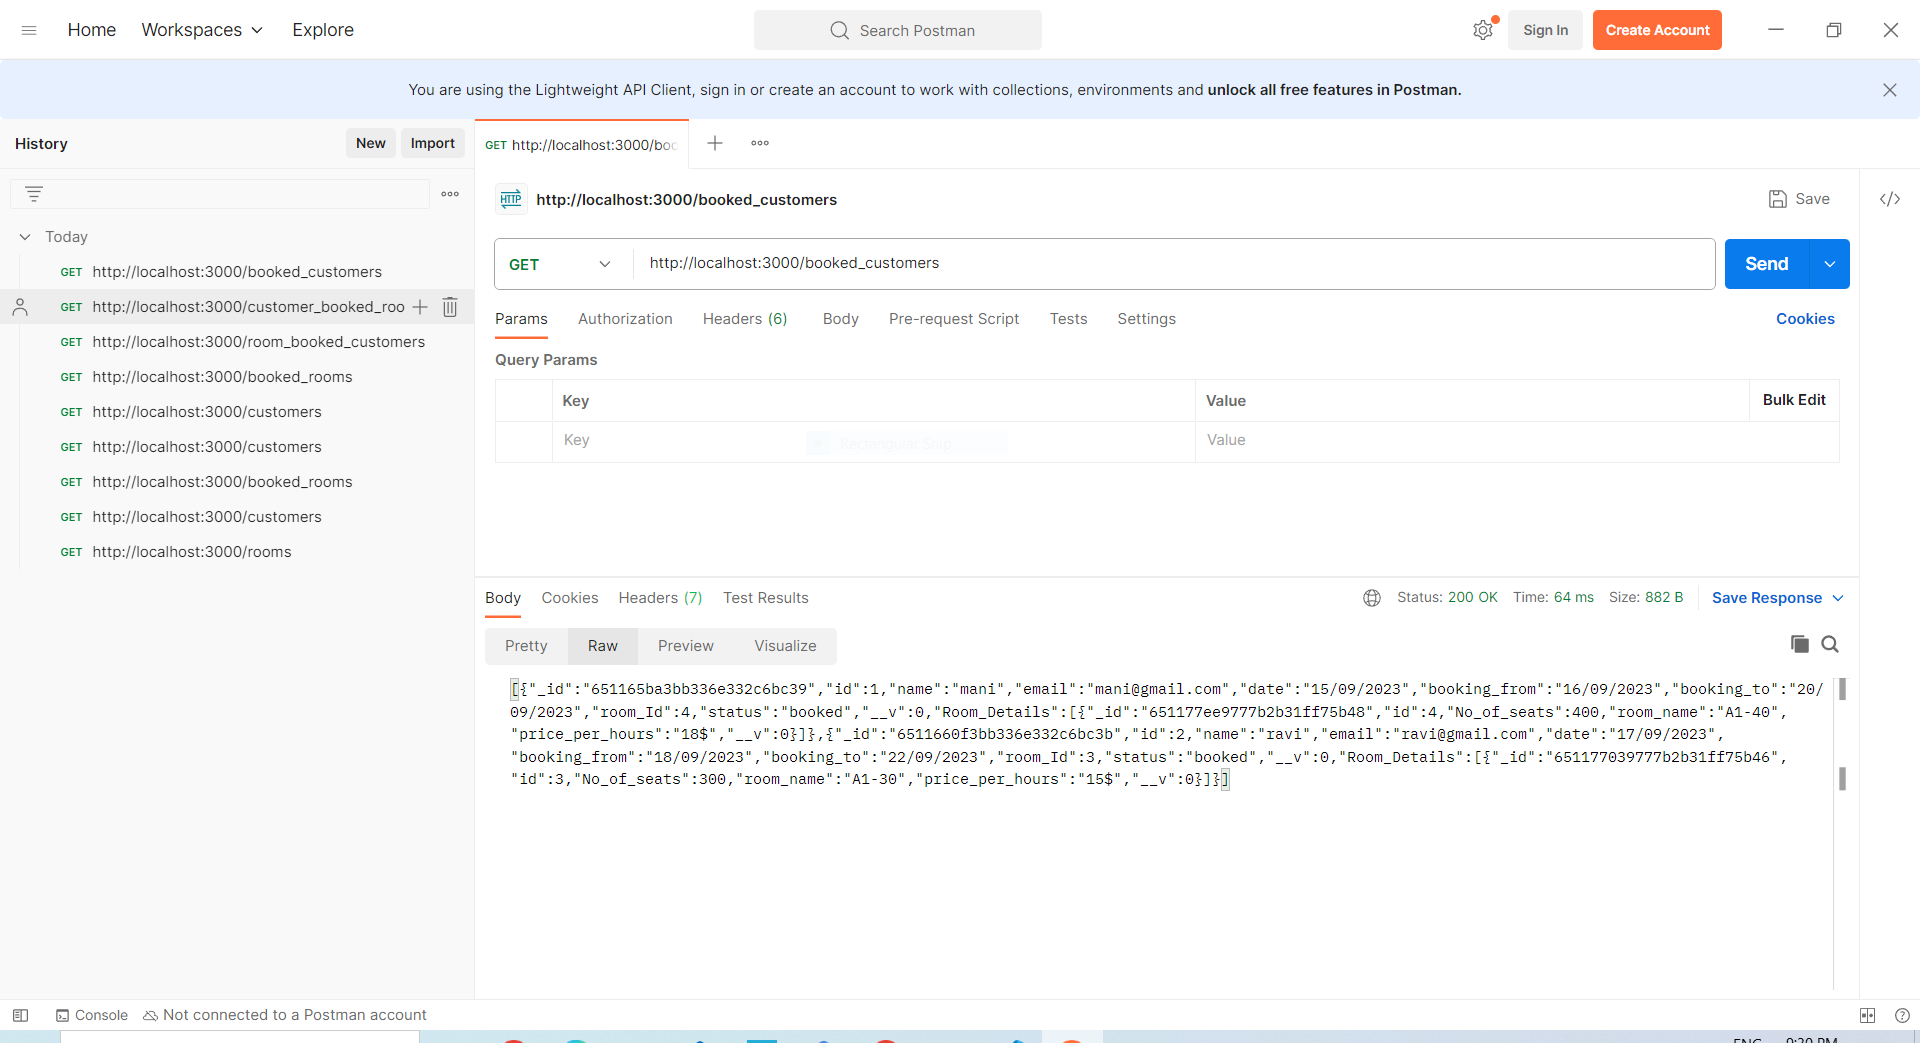 Home Workspaces Explore Search Postman Sign In Create Account
You are using the Lightweight API Client, sign in or create an account to work with collections, environments and unlock all free features in Postman.
History New Import
GET http://localhost:3000/boo
HTTP http://localhost:3000/booked_customers Save
Today
GET http://localhost:3000/booked_customers
GET http://localhost:3000/customer_booked_roo
GET http://localhost:3000/room_booked_customers
GET http://localhost:3000/booked_rooms
GET http://localhost:3000/customers
GET http://localhost:3000/customers
GET http://localhost:3000/booked_rooms
GET http://localhost:3000/customers
GET http://localhost:3000/rooms
GET http://localhost:3000/booked_customers Send
Params Authorization Headers (6) Body Pre-request Script Tests Settings Cookies
Query Params
Key Value Bulk Edit
Key Value
Rectangular Snip
Body Cookies Headers (7) Test Results Status: 200 OK Time: 64 ms Size: 882 B Save Response
Pretty Raw Preview Visualize
[{"_id":"651165ba3bb336e332c6bc39","id":1,"name":"mani","email":"mani@gmail.com","date":"15/09/2023","booking_from":"16/09/2023","booking_to":"20/
09/2023","room_Id":4,"status":"booked","__v":0,"Room_Details":[{"_id":"651177ee9777b2b31ff75b48","id":4,"No_of_seats":400,"room_name":"A1-40",
"price_per_hours":"18$","__v":0}]},{"_id":"6511660f3bb336e332c6bc3b","id":2,"name":"ravi","email":"ravi@gmail.com","date":"17/09/2023",
"booking_from":"18/09/2023","booking_to":"22/09/2023","room_Id":3,"status":"booked","__v":0,"Room_Details":[{"_id":"651177039777b2b31ff75b46",
"id":3,"No_of_seats":300,"room_name":"A1-30","price_per_hours":"15$","__v":0}]}]
Console Not connected to a Postman account
ENG 9:20 PM